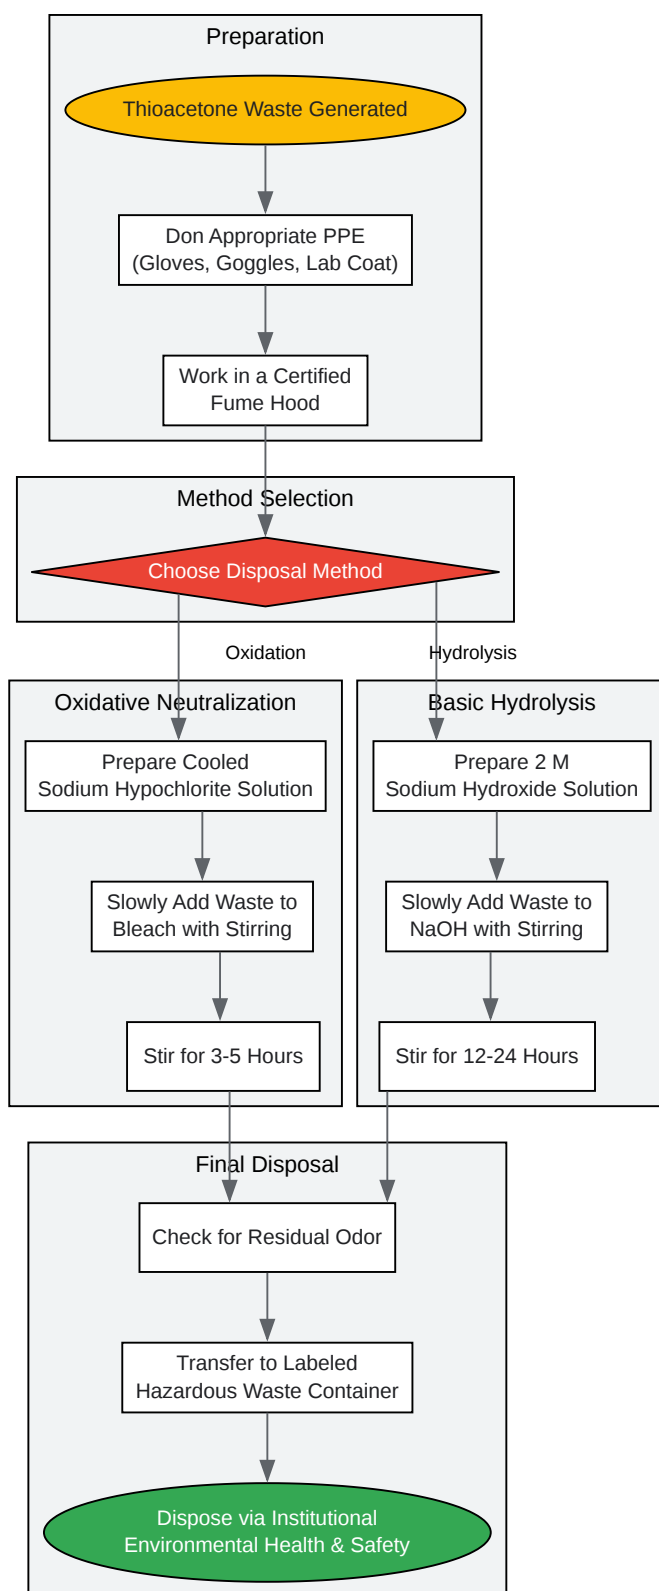 Preparation
Thioacetone Waste Generated
Don Appropriate PPE
(Gloves, Goggles, Lab Coat)
Work in a Certified
Fume Hood
Method Selection
Choose Disposal Method
Oxidation
Hydrolysis
Oxidative Neutralization
Prepare Cooled
Sodium Hypochlorite Solution
Slowly Add Waste to
Bleach with Stirring
Stir for 3-5 Hours
Basic Hydrolysis
Prepare 2 M
Sodium Hydroxide Solution
Slowly Add Waste to
NaOH with Stirring
Stir for 12-24 Hours
Final Disposal
Check for Residual Odor
Transfer to Labeled
Hazardous Waste Container
Dispose via Institutional
Environmental Health & Safety